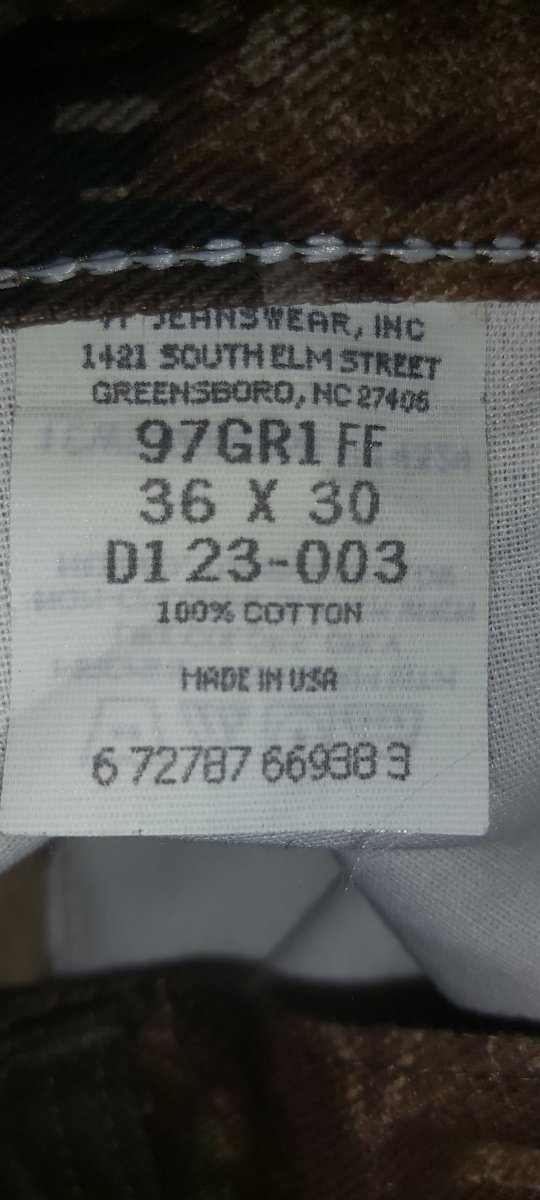 JEANSWEAR, INC
1421 SOUTH ELM STREET
GREENSBORO, NC 27406
97GR1FF
36 X 30
D123-003
100% COTTON
MADE IN USA
6 72787 66938 3